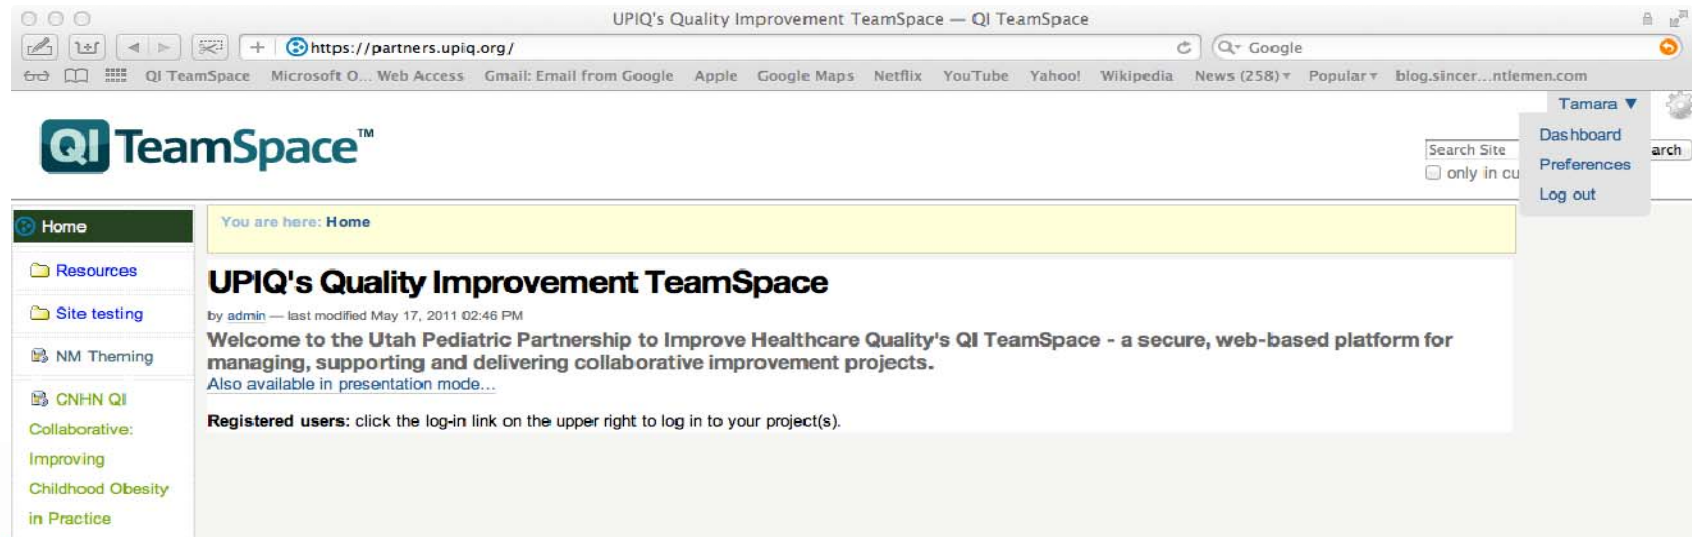 UPIQ's Quality Improvement TeamSpace — QI TeamSpace
https://partners.upiq.org/
Google
QI TeamSpace Microsoft O... Web Access Gmail: Email from Google Apple Google Maps Netflix YouTube Yahoo! Wikipedia News (258) Popular blog.sincer...ntlemen.com
Tamara
Dashboard
Preferences
Log out
QI TeamSpace™
Search Site arch
only in cu
Home
Resources
Site testing
NM Theming
CNHN QI
Collaborative:
Improving
Childhood Obesity
in Practice
You are here: Home
UPIQ's Quality Improvement TeamSpace
by admin — last modified May 17, 2011 02:46 PM
Welcome to the Utah Pediatric Partnership to Improve Healthcare Quality's QI TeamSpace - a secure, web-based platform for
managing, supporting and delivering collaborative improvement projects.
Also available in presentation mode...
Registered users: click the log-in link on the upper right to log in to your project(s).